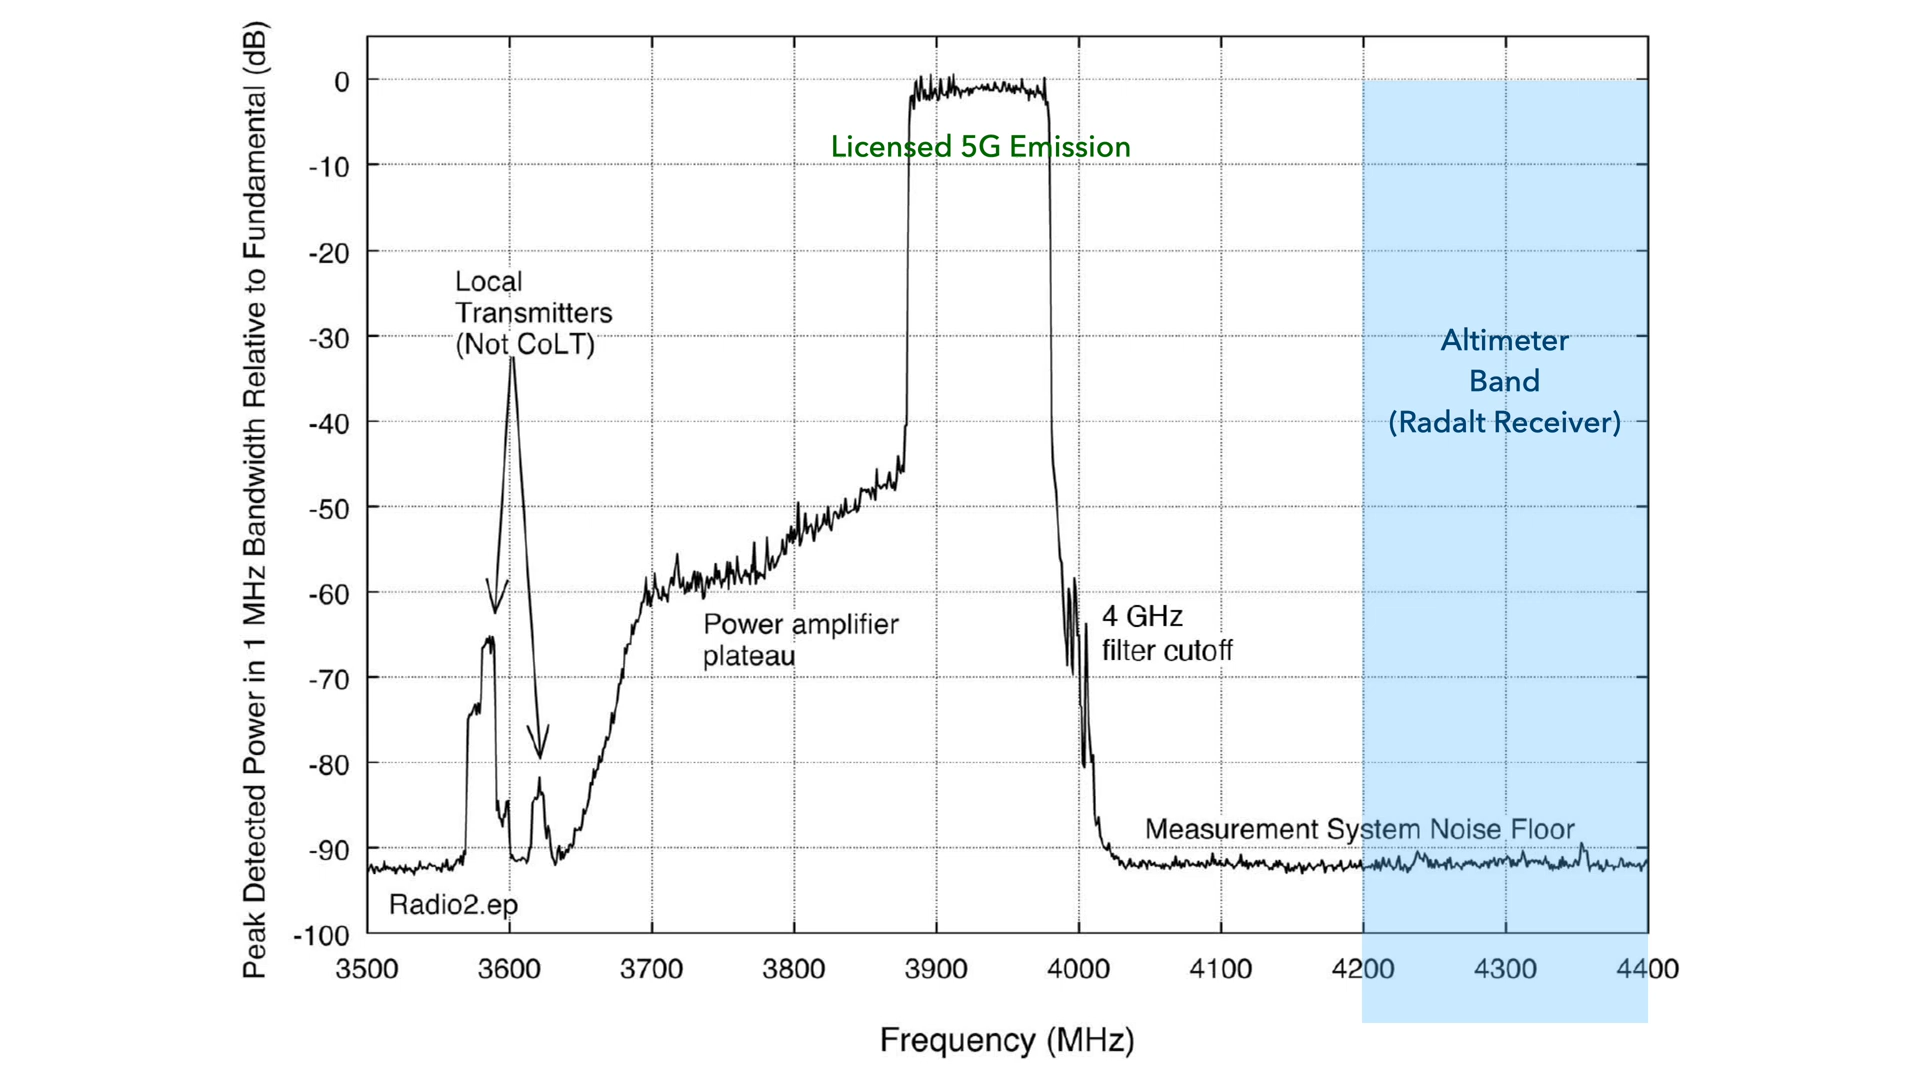 Peak Detected Power in 1 MHz Bandwidth Relative to Fundamental (dB)
0
-10
-20
-30
-40
-50
-60
-70
-80
-90
-100
Licensed 5G Emission
Local
Transmitters
(Not CoLT)
Altimeter
Band
(Radalt Receiver)
Power amplifier
plateau
4 GHz
filter cutoff
Measurement System Noise Floor
Radio2.ep
3500 3600 3700 3800 3900 4000 4100 4200 4300 4400
Frequency (MHz)